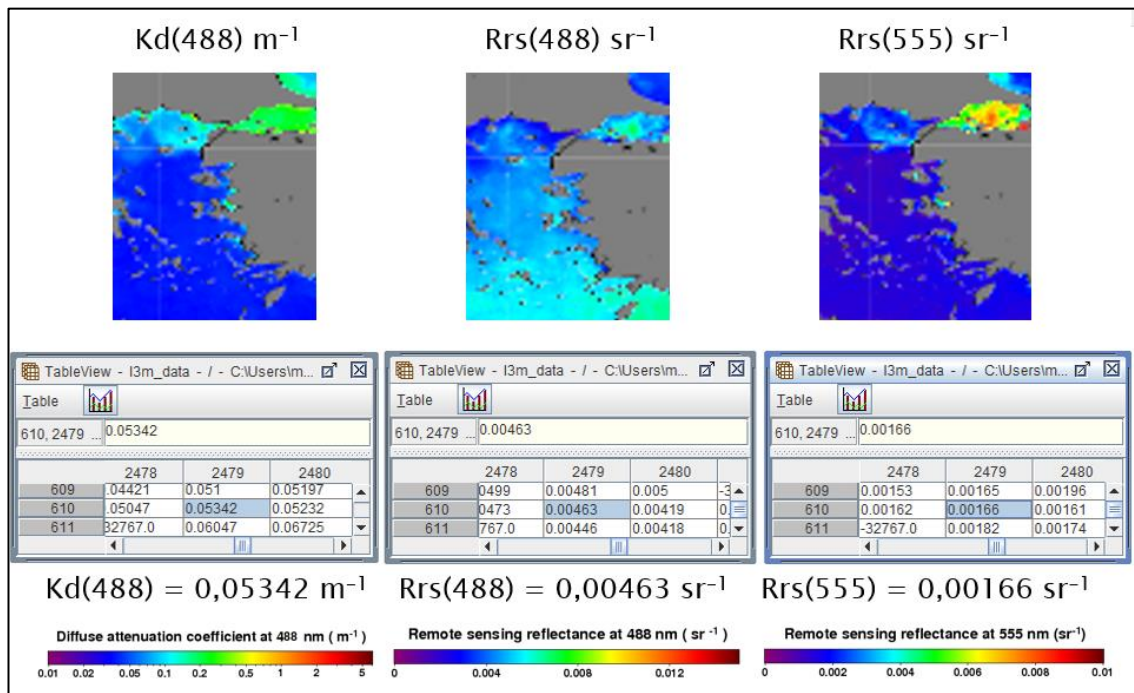 Kd(488) m⁻¹ Rrs(488) sr⁻¹ Rrs(555) sr⁻¹
TableView - l3m_data - / - C:\Users\m...
Table
610, 2479 ... 0.05342
2478 2479 2480
609 .04421 0.051 0.05197
610 .05047 0.05342 0.05232
611 32767.0 0.06047 0.06725
TableView - l3m_data - / - C:\Users\m...
Table
610, 2479 ... 0.00463
2478 2479 2480
609 0499 0.00481 0.005 -3
610 0473 0.00463 0.00419 0.
611 767.0 0.00446 0.00418 0.
TableView - l3m_data - / - C:\Users\m...
Table
610, 2479 ... 0.00166
2478 2479 2480
609 0.00153 0.00165 0.00196
610 0.00162 0.00166 0.00161
611 -32767.0 0.00182 0.00174
Kd(488) = 0,05342 m⁻¹ Rrs(488) = 0,00463 sr⁻¹ Rrs(555) = 0,00166 sr⁻¹
Diffuse attenuation coefficient at 488 nm ( m⁻¹ )
0.01 0.02 0.05 0.1 0.2 0.5 1 2 5
Remote sensing reflectance at 488 nm ( sr⁻¹ )
0 0.004 0.008 0.012
Remote sensing reflectance at 555 nm (sr⁻¹)
0 0.002 0.004 0.006 0.008 0.01